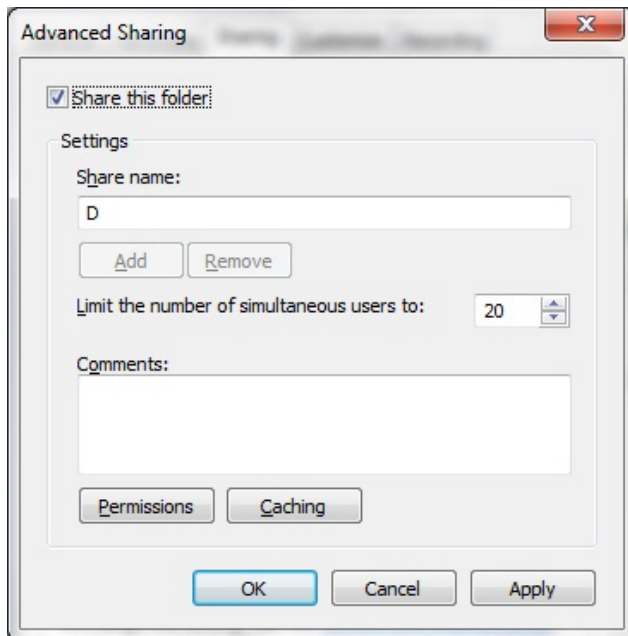 Advanced Sharing
Share this folder
Settings
Share name:
D
Add Remove
Limit the number of simultaneous users to: 20
Comments:
Permissions Caching
OK Cancel Apply